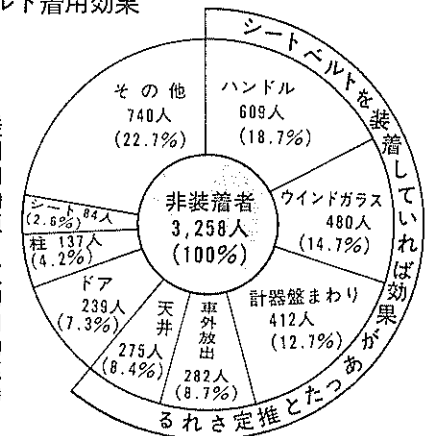 ルト着用効果
シートベルトを装着していれば効果があったと推定される
非装着者
3,258人
(100%)
ハンドル
609人
(18.7%)
ウインドガラス
480人
(14.7%)
計器盤まわり
412人
(12.7%)
車外放出
282人
(8.7%)
天井
275人
(8.4%)
ドア
239人
(7.3%)
柱 137人
(4.2%)
シート 84人
(2.6%)
その他
740人
(22.7%)